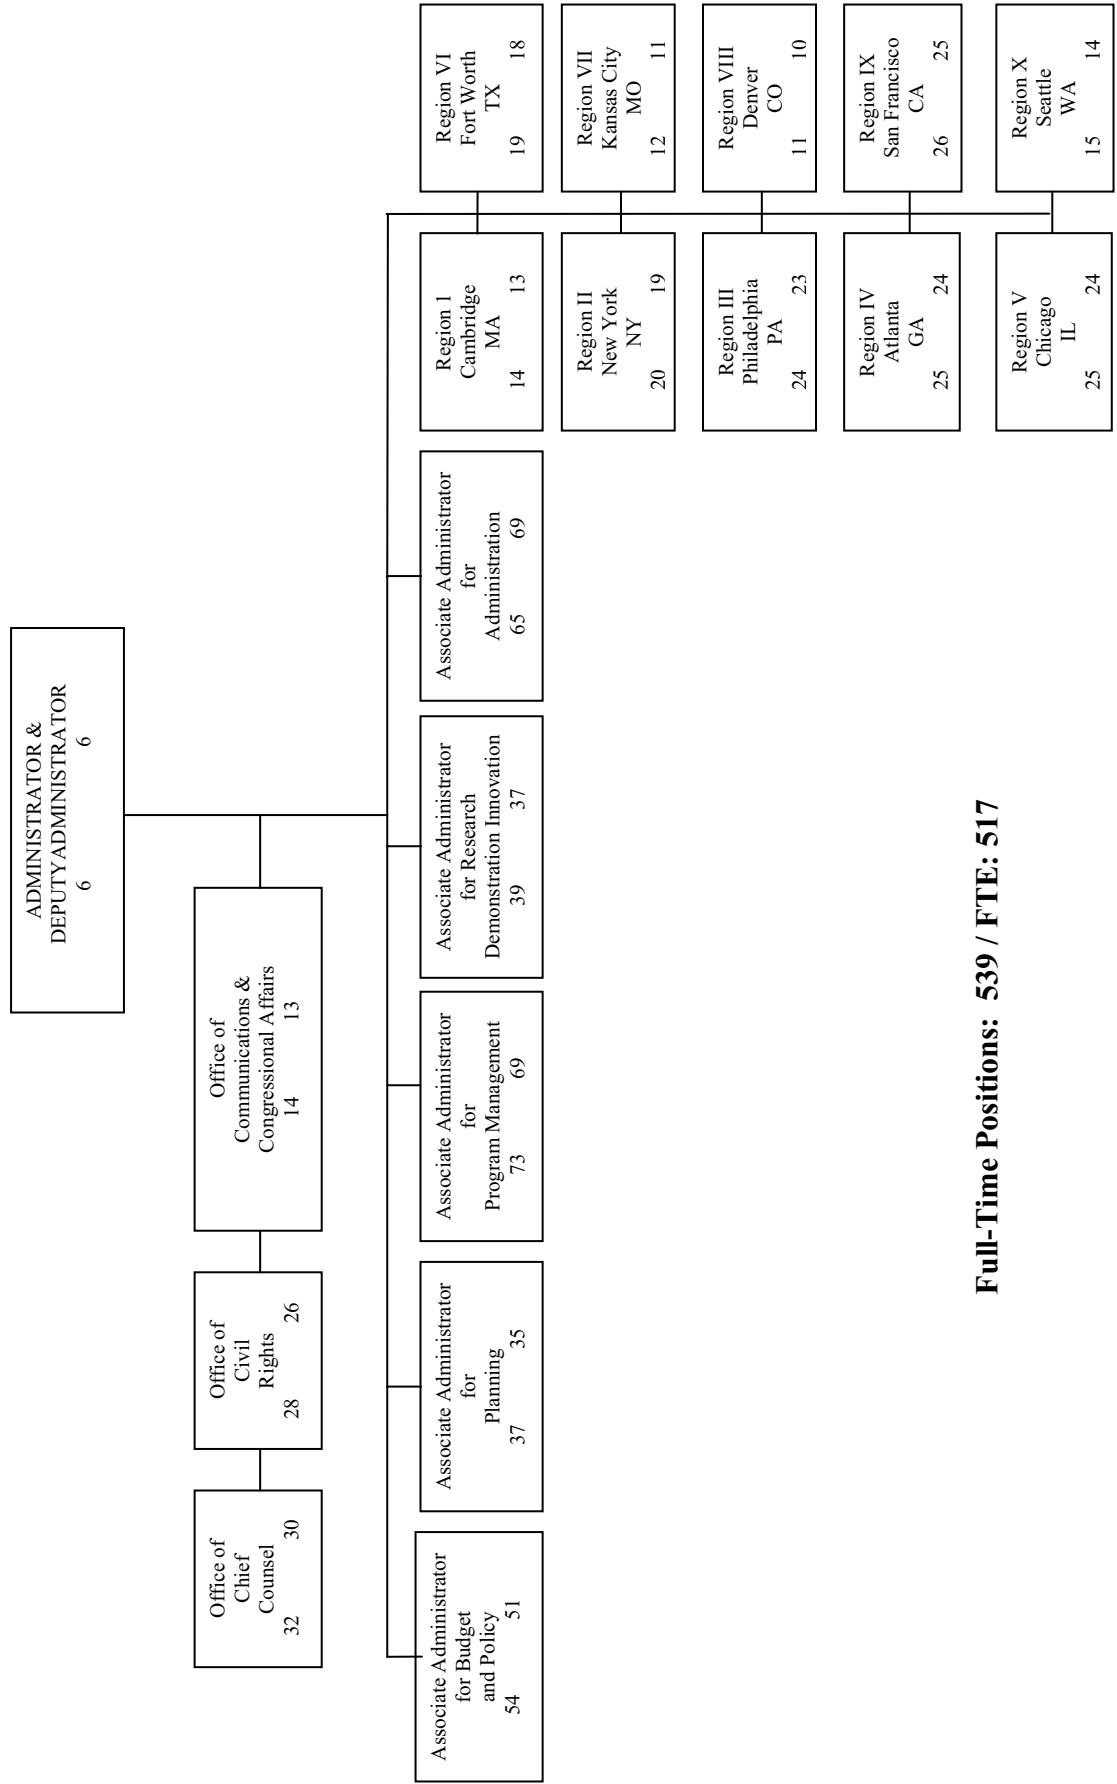 ADMINISTRATOR &
DEPUTY ADMINISTRATOR
6 6
Office of
Chief
Counsel
32 30
Office of
Civil
Rights
28 26
Office of
Communications &
Congressional Affairs
14 13
Associate Administrator
for Budget
and Policy
54 51
Associate Administrator
for
Planning
37 35
Associate Administrator
for
Program Management
73 69
Associate Administrator
for Research
Demonstration Innovation
39 37
Associate Administrator
for
Administration
65 69
Region I
Cambridge
MA
14 13
Region VI
Fort Worth
TX
19 18
Region II
New York
NY
20 19
Region VII
Kansas City
MO
12 11
Region III
Philadelphia
PA
24 23
Region VIII
Denver
CO
11 10
Region IV
Atlanta
GA
25 24
Region IX
San Francisco
CA
26 25
Region V
Chicago
IL
25 24
Region X
Seattle
WA
15 14
Full-Time Positions: 539 / FTE: 517